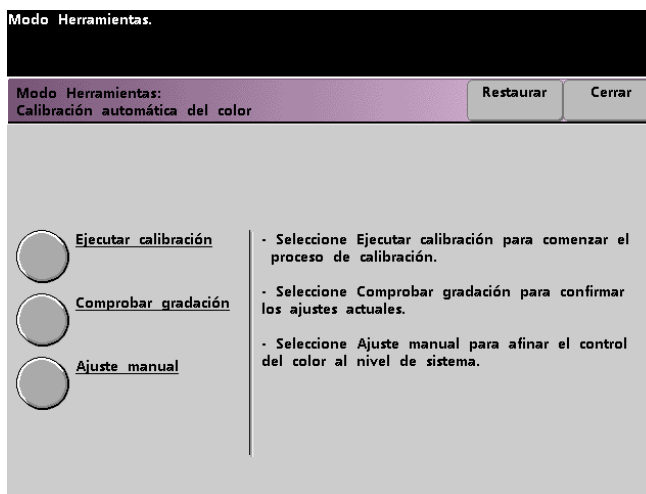 Modo Herramientas.
Modo Herramientas:
Calibración automática del color
Restaurar
Cerrar
Ejecutar calibración
Comprobar gradación
Ajuste manual
- Seleccione Ejecutar calibración para comenzar el
proceso de calibración.
- Seleccione Comprobar gradación para confirmar
los ajustes actuales.
- Seleccione Ajuste manual para afinar el control
del color al nivel de sistema.